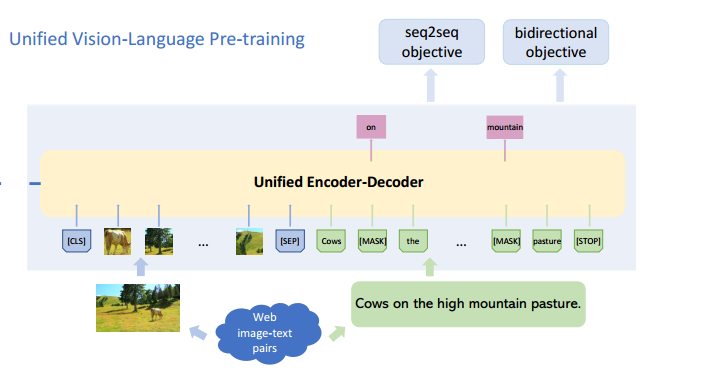 Unified Vision-Language Pre-training
seq2seq
objective
bidirectional
objective
on
mountain
Unified Encoder-Decoder
[CLS]
...
[SEP]
Cows
[MASK]
the
...
[MASK]
pasture
[STOP]
Web
image-text
pairs
Cows on the high mountain pasture.